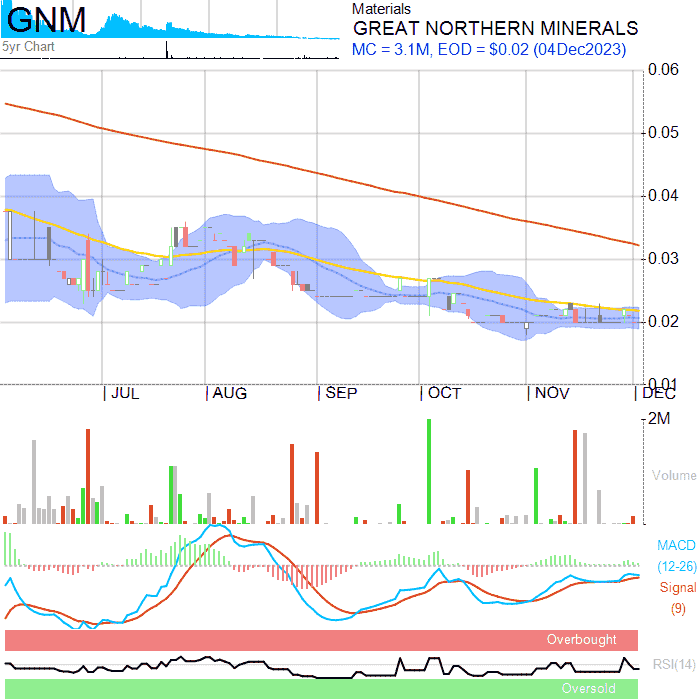 GNM
5yr Chart
Materials
GREAT NORTHERN MINERALS
MC = 3.1M, EOD = $0.02 (04Dec2023)
0.06
0.05
0.04
0.03
0.02
0.01
JUL AUG SEP OCT NOV DEC
2M
Volume
MACD
(12-26)
Signal
(9)
Overbought
RSI(14)
Oversold